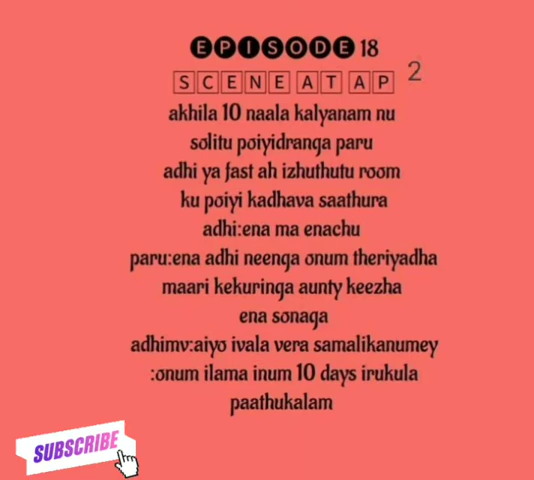 EPISODE 18
SCENE AT AP 2
akhila 10 naala kalyanam nu
solitu poiyidranga paru
adhi ya fast ah izhuthutu room
ku poiyi kadhava saathura
adhi:ena ma enachu
paru:ena adhi neenga onum theriyadha
maari kekuringa aunty keezha
ena sonaga
adhimv:aiyo ivala vera samalikanumey
:onum ilama inum 10 days irukula
paathukalam
SUBSCRIBE